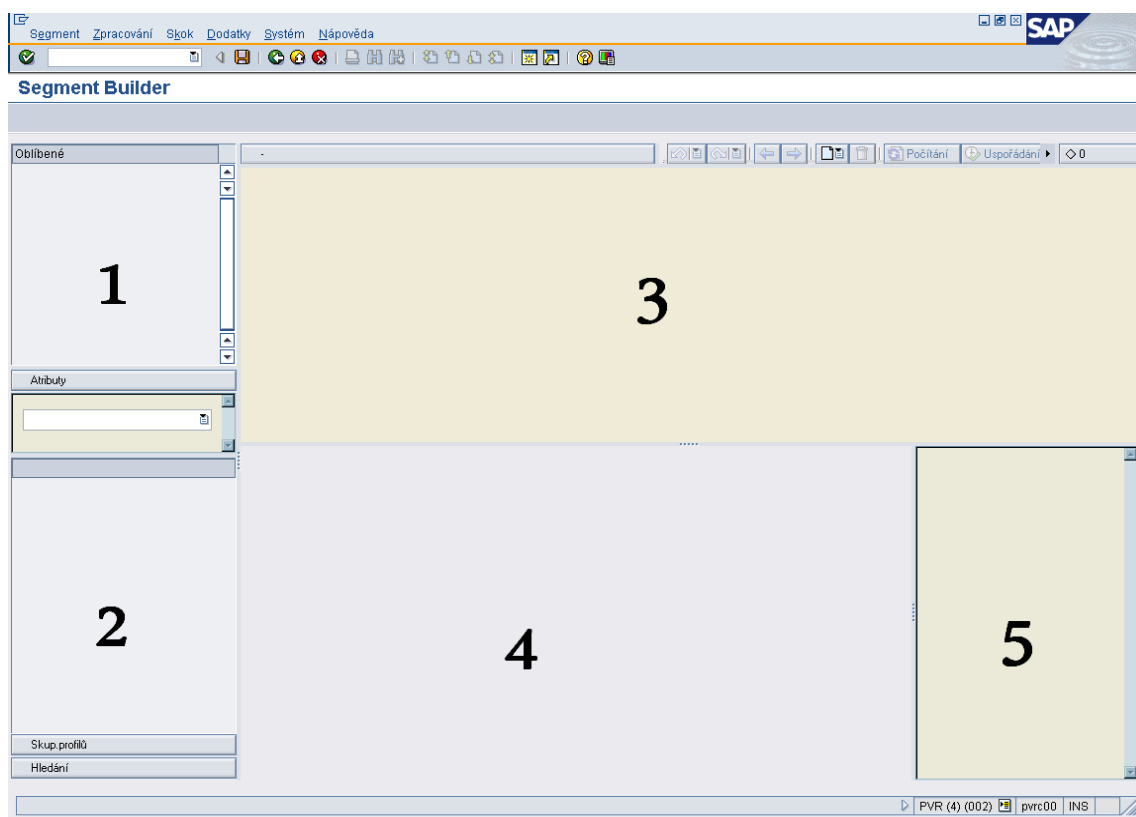 Segment Zpracování Skok Dodatky Systém Nápověda
SAP
Segment Builder
Oblíbené
-
Počítání Uspořádání 0
1
3
Atributy
2
4
5
Skup.profilů
Hledání
PVR (4) (002) pvrc00 INS